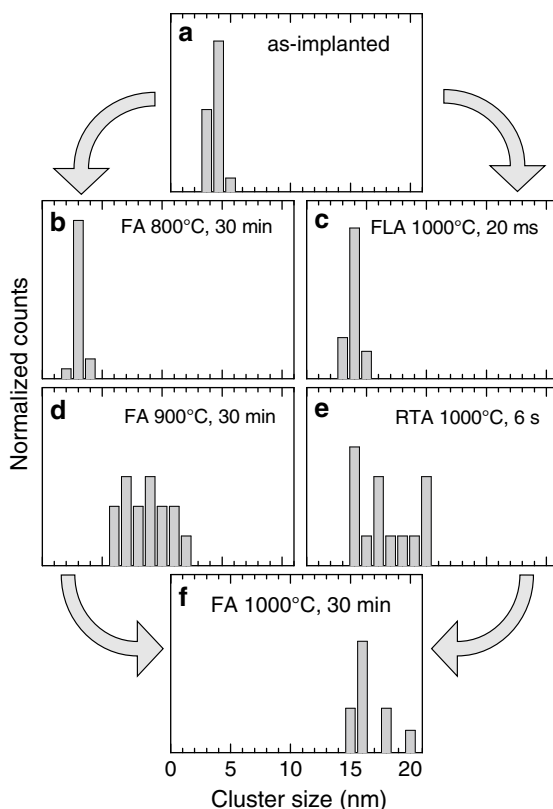 a
as-implanted
b
FA 800°C, 30 min
c
FLA 1000°C, 20 ms
Normalized counts
d
FA 900°C, 30 min
e
RTA 1000°C, 6 s
f
FA 1000°C, 30 min
0 5 10 15 20
Cluster size (nm)